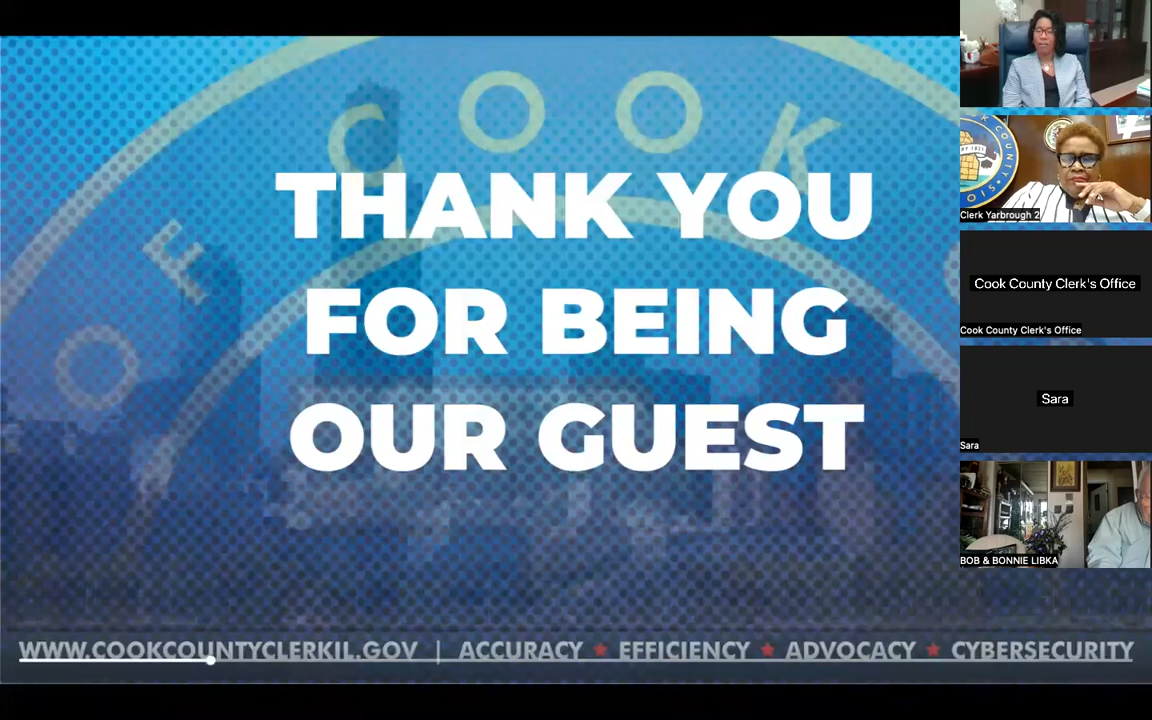 OF COOK
THANK YOU
FOR BEING
OUR GUEST
WWW.COOKCOUNTYCLERKIL.GOV | ACCURACY ★ EFFICIENCY ★ ADVOCACY ★ CYBERSECURITY
Clerk Yarbrough 2
Cook County Clerk's Office
Cook County Clerk's Office
Sara
Sara
BOB & BONNIE LIBKA